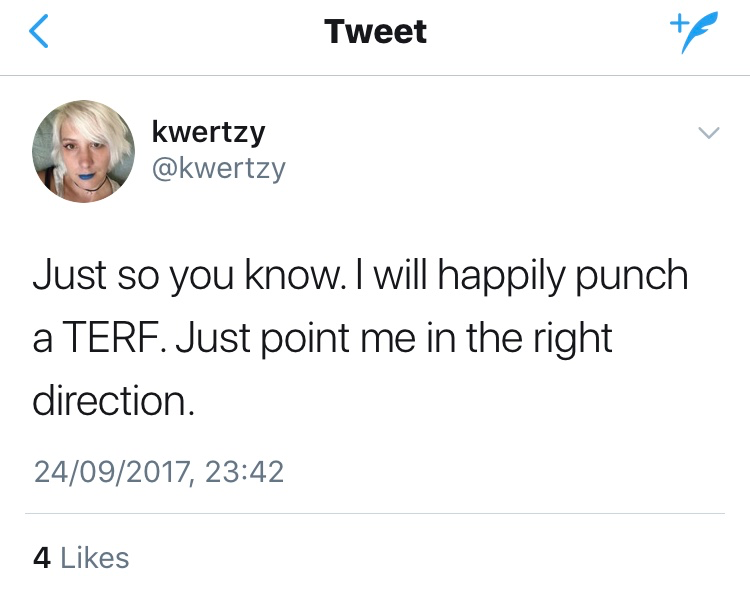 Tweet
kwertzy
@kwertzy
Just so you know. I will happily punch
a TERF. Just point me in the right
direction.
24/09/2017, 23:42
4 Likes